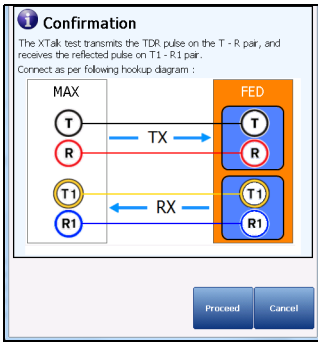 Confirmation
The XTalk test transmits the TDR pulse on the T - R pair, and
receives the reflected pulse on T1 - R1 pair.
Connect as per following hookup diagram :
MAX FED
T TX T
R R
T1 T1
RX
R1 R1
Proceed Cancel